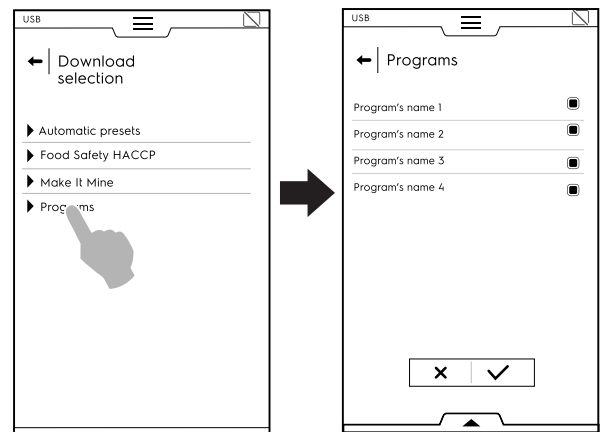 USB
Download
selection
Automatic presets
Food Safety HACCP
Make It Mine
Programs
USB
Programs
Program's name 1
Program's name 2
Program's name 3
Program's name 4